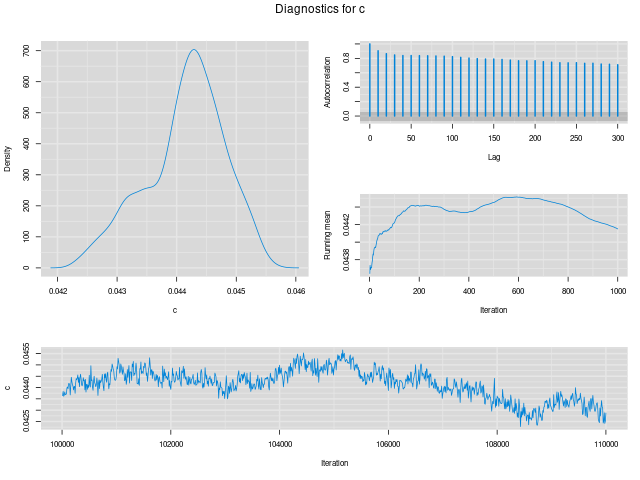 Diagnostics for c
Density
700
600
500
400
300
200
100
0
0.042 0.043 0.044 0.045 0.046
c
Autocorrelation
0.8
0.4
0.0
0 50 100 150 200 250 300
Lag
Running mean
0.0442
0.0438
0 200 400 600 800 1000
Iteration
c
0.0455
0.0440
0.0425
100000 102000 104000 106000 108000 110000
Iteration